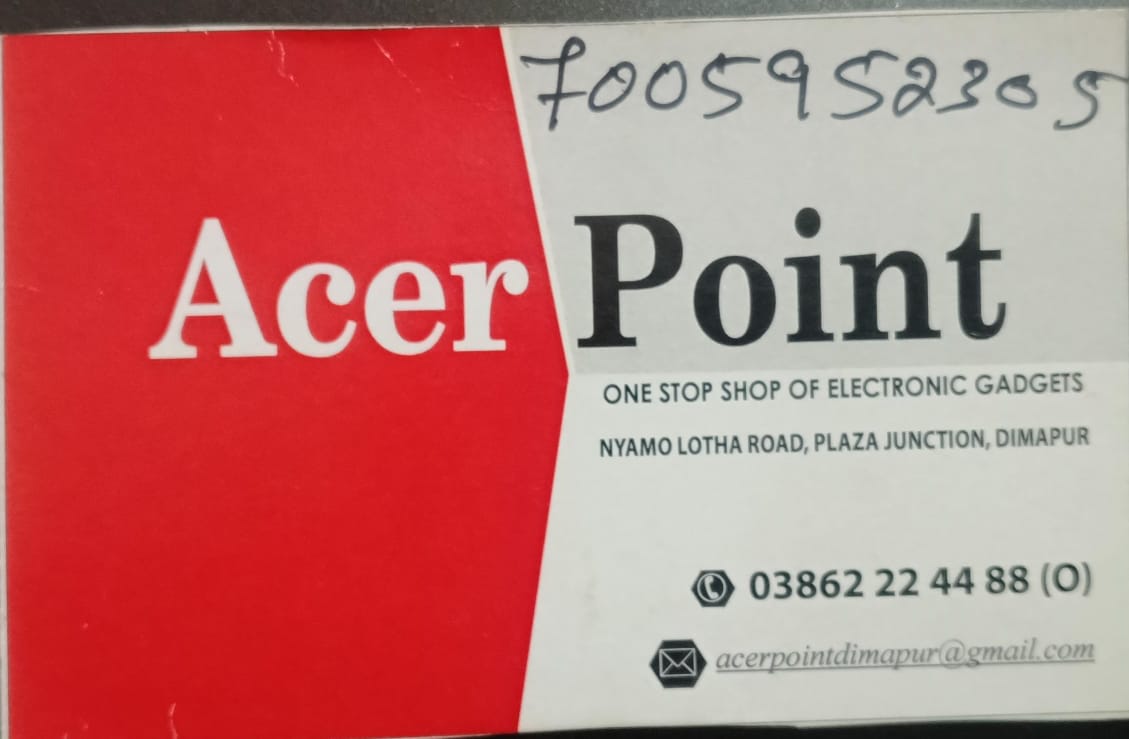 7005952305
Acer Point
ONE STOP SHOP OF ELECTRONIC GADGETS
NYAMO LOTHA ROAD, PLAZA JUNCTION, DIMAPUR
03862 22 44 88 (O)
acerpointdimapur@gmail.com